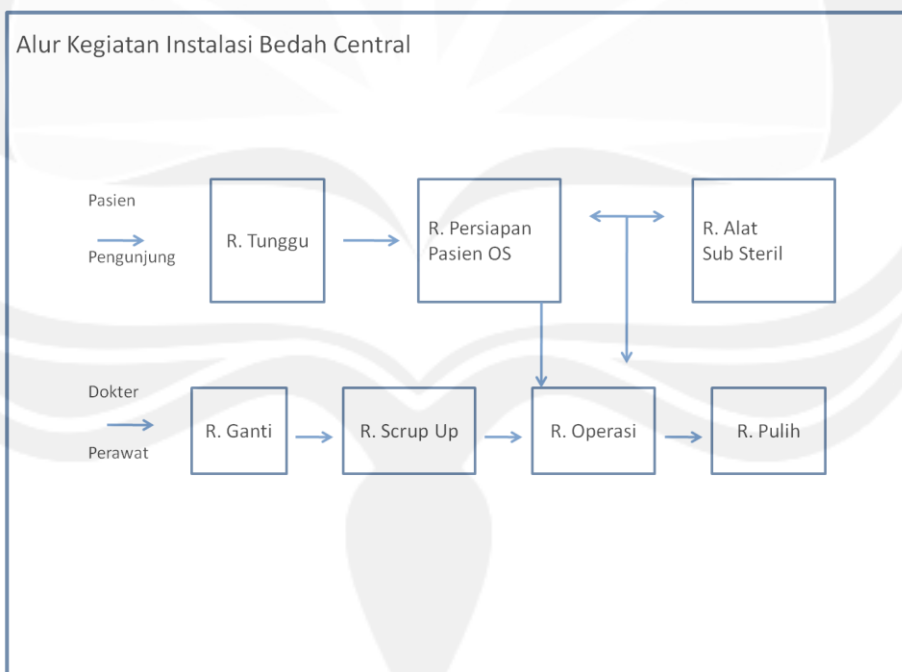 Alur Kegiatan Instalasi Bedah Central
Pasien
Pengunjung
R. Tunggu
R. Persiapan
Pasien OS
R. Alat
Sub Steril
Dokter
Perawat
R. Ganti
R. Scrup Up
R. Operasi
R. Pulih